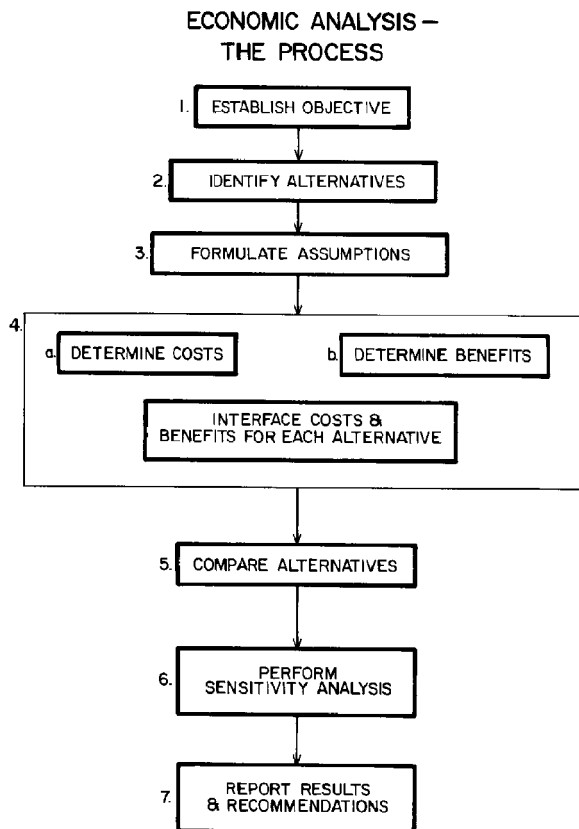 ECONOMIC ANALYSIS –
THE PROCESS
1. ESTABLISH OBJECTIVE
2. IDENTIFY ALTERNATIVES
3. FORMULATE ASSUMPTIONS
4.
a. DETERMINE COSTS
b. DETERMINE BENEFITS
INTERFACE COSTS &
BENEFITS FOR EACH ALTERNATIVE
5. COMPARE ALTERNATIVES
6. PERFORM
SENSITIVITY ANALYSIS
7. REPORT RESULTS
& RECOMMENDATIONS